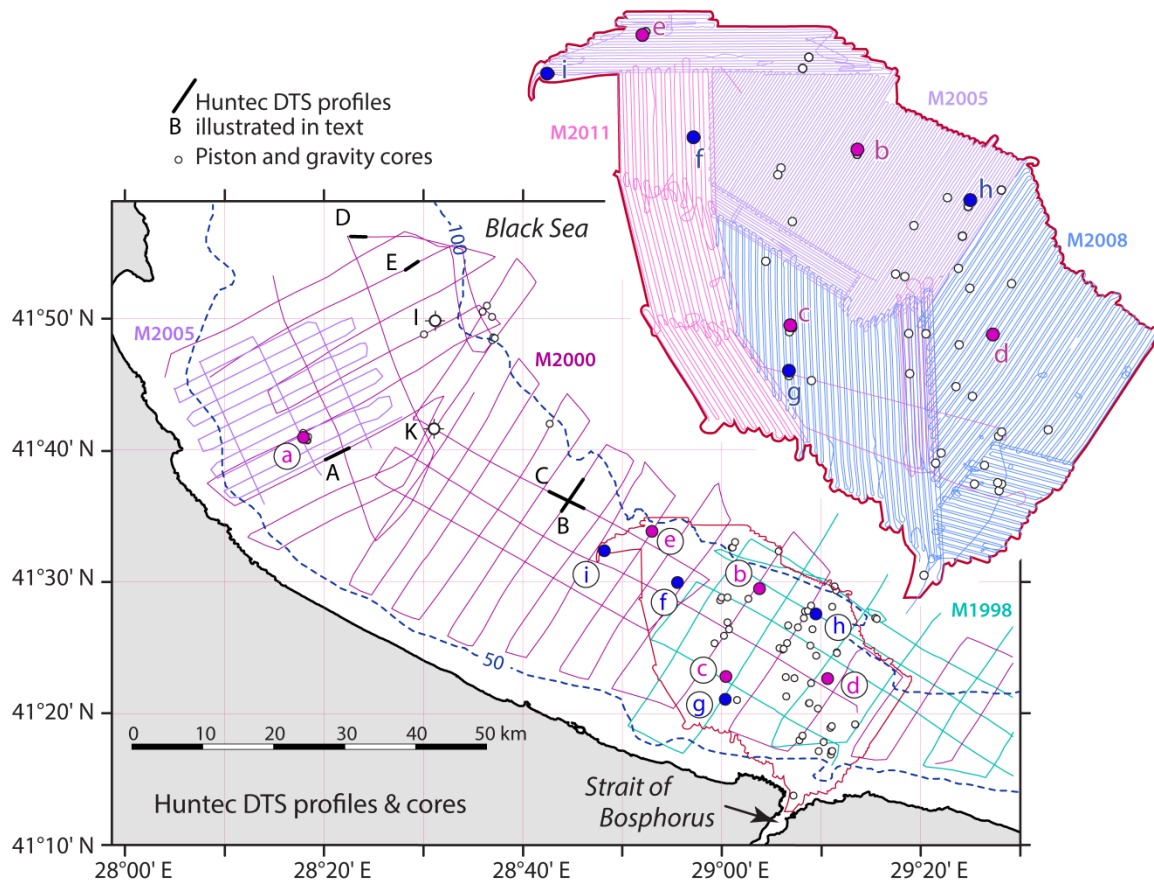 Huntec DTS profiles
B illustrated in text
Piston and gravity cores
e
i
M2005
M2011
f
b
h
M2008
c
d
g
D
Black Sea
100
E
41°50' N
I
M2005
M2000
41°40' N
K
a
A
C
B
e
41°30' N
i
b
f
M1998
h
50
c
d
g
41°20' N
0 10 20 30 40 50 km
Strait of
Bosphorus
Huntec DTS profiles & cores
41°10' N
28°00' E 28°20' E 28°40' E 29°00' E 29°20' E